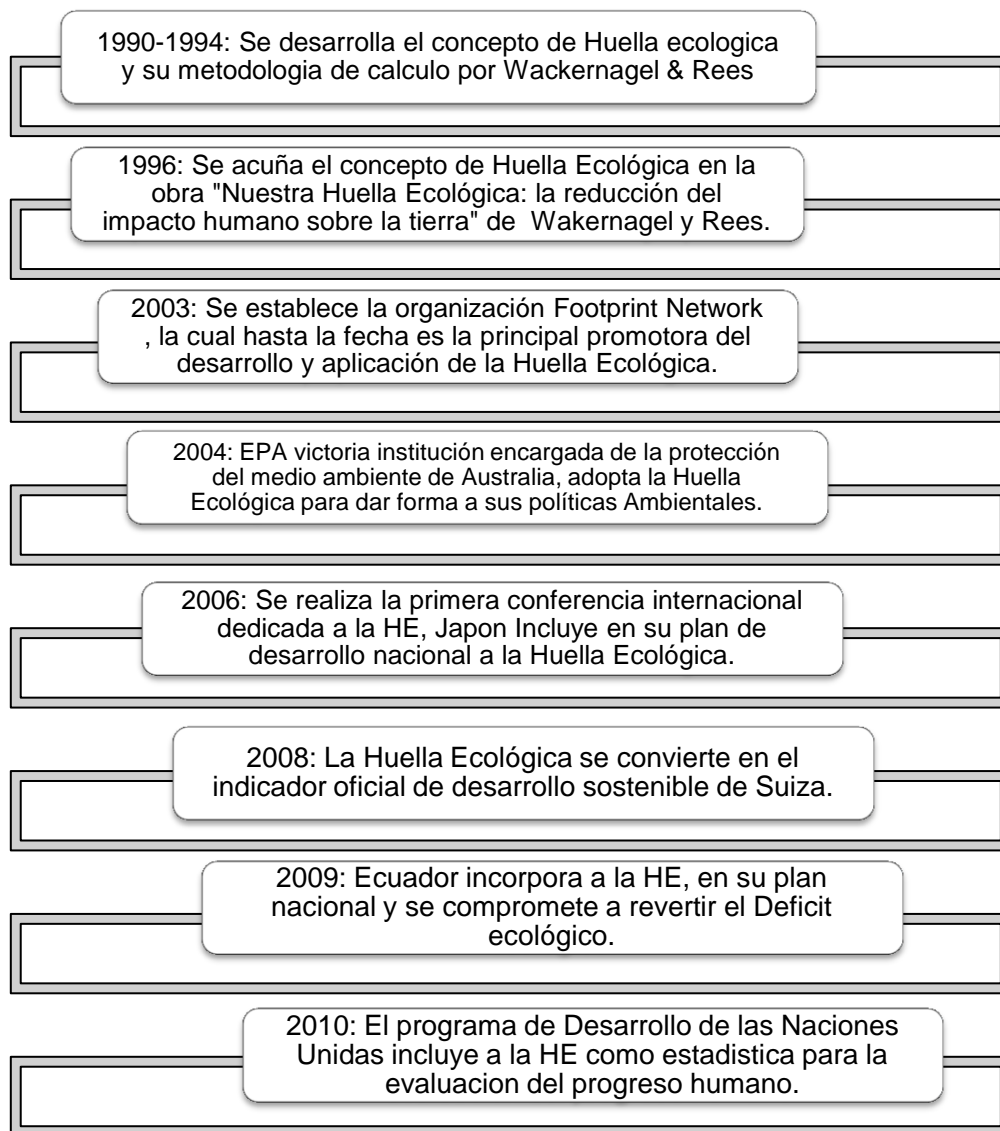 1990-1994: Se desarrolla el concepto de Huella ecologica
y su metodologia de calculo por Wackernagel & Rees
1996: Se acuña el concepto de Huella Ecológica en la
obra "Nuestra Huella Ecológica: la reducción del
impacto humano sobre la tierra" de Wakernagel y Rees.
2003: Se establece la organización Footprint Network
, la cual hasta la fecha es la principal promotora del
desarrollo y aplicación de la Huella Ecológica.
2004: EPA victoria institución encargada de la protección
del medio ambiente de Australia, adopta la Huella
Ecológica para dar forma a sus políticas Ambientales.
2006: Se realiza la primera conferencia internacional
dedicada a la HE, Japon Incluye en su plan de
desarrollo nacional a la Huella Ecológica.
2008: La Huella Ecológica se convierte en el
indicador oficial de desarrollo sostenible de Suiza.
2009: Ecuador incorpora a la HE, en su plan
nacional y se compromete a revertir el Deficit
ecológico.
2010: El programa de Desarrollo de las Naciones
Unidas incluye a la HE como estadistica para la
evaluacion del progreso humano.